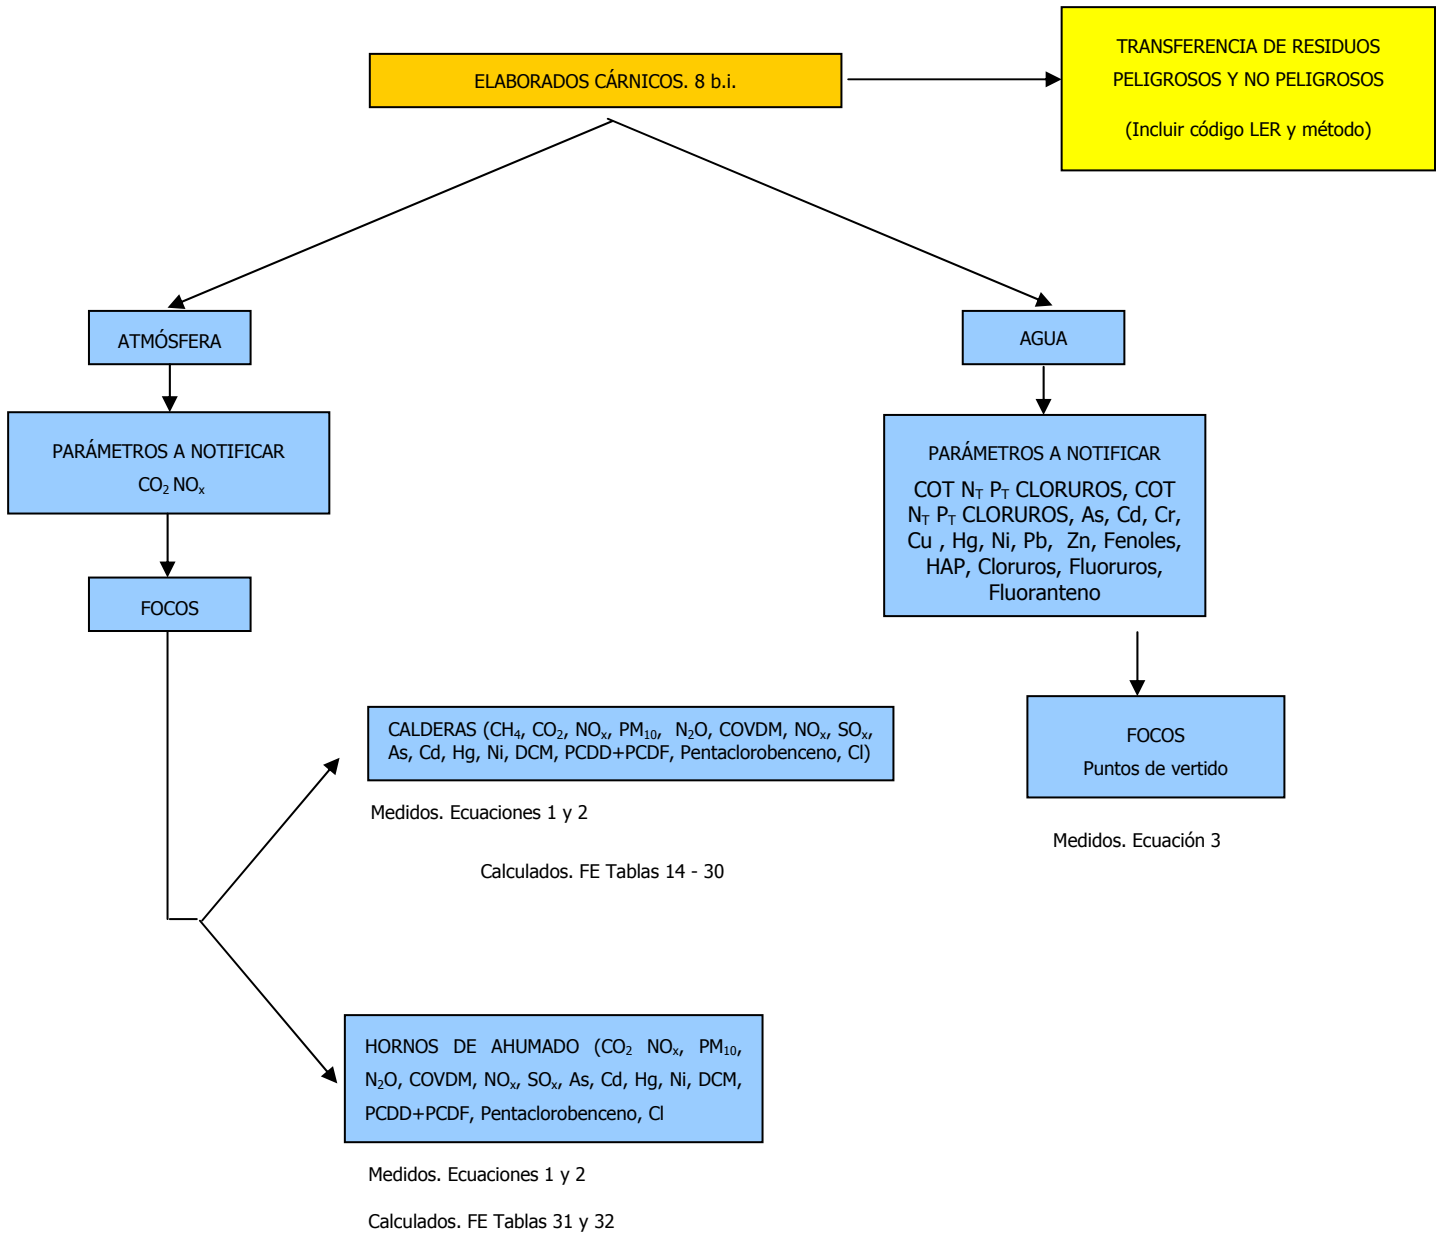 ELABORADOS CÁRNICOS. 8 b.i.
TRANSFERENCIA DE RESIDUOS
PELIGROSOS Y NO PELIGROSOS
(Incluir código LER y método)
ATMÓSFERA
PARÁMETROS A NOTIFICAR
CO₂ NOₓ
FOCOS
CALDERAS (CH₄, CO₂, NOₓ, PM₁₀, N₂O, COVDM, NOₓ, SOₓ,
As, Cd, Hg, Ni, DCM, PCDD+PCDF, Pentaclorobenceno, Cl)
Medidos. Ecuaciones 1 y 2
Calculados. FE Tablas 14 - 30
HORNOS DE AHUMADO (CO₂ NOₓ, PM₁₀,
N₂O, COVDM, NOₓ, SOₓ, As, Cd, Hg, Ni, DCM,
PCDD+PCDF, Pentaclorobenceno, Cl
Medidos. Ecuaciones 1 y 2
Calculados. FE Tablas 31 y 32
AGUA
PARÁMETROS A NOTIFICAR
COT N_T P_T CLORUROS, COT
N_T P_T CLORUROS, As, Cd, Cr,
Cu , Hg, Ni, Pb, Zn, Fenoles,
HAP, Cloruros, Fluoruros,
Fluoranteno
FOCOS
Puntos de vertido
Medidos. Ecuación 3